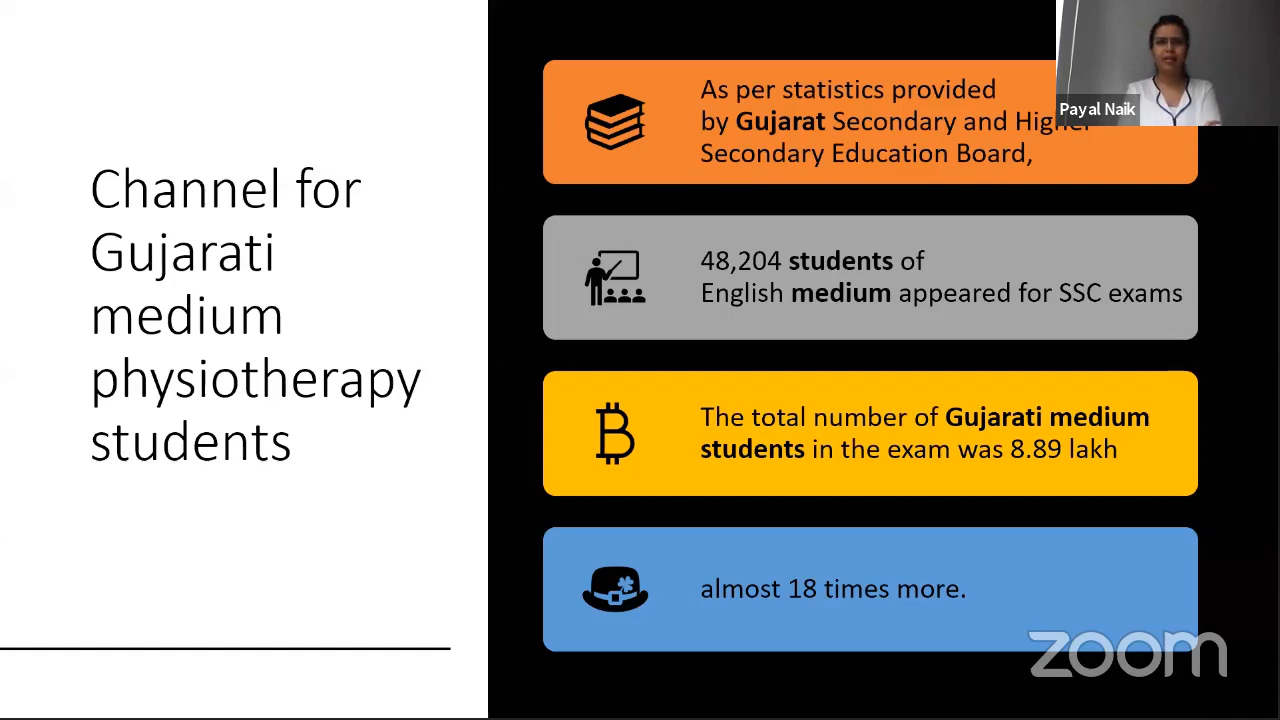 Channel for
Gujarati
medium
physiotherapy
students
As per statistics provided
by Gujarat Secondary and Higher
Secondary Education Board,
48,204 students of
English medium appeared for SSC exams
The total number of Gujarati medium
students in the exam was 8.89 lakh
almost 18 times more.
Payal Naik
zoom